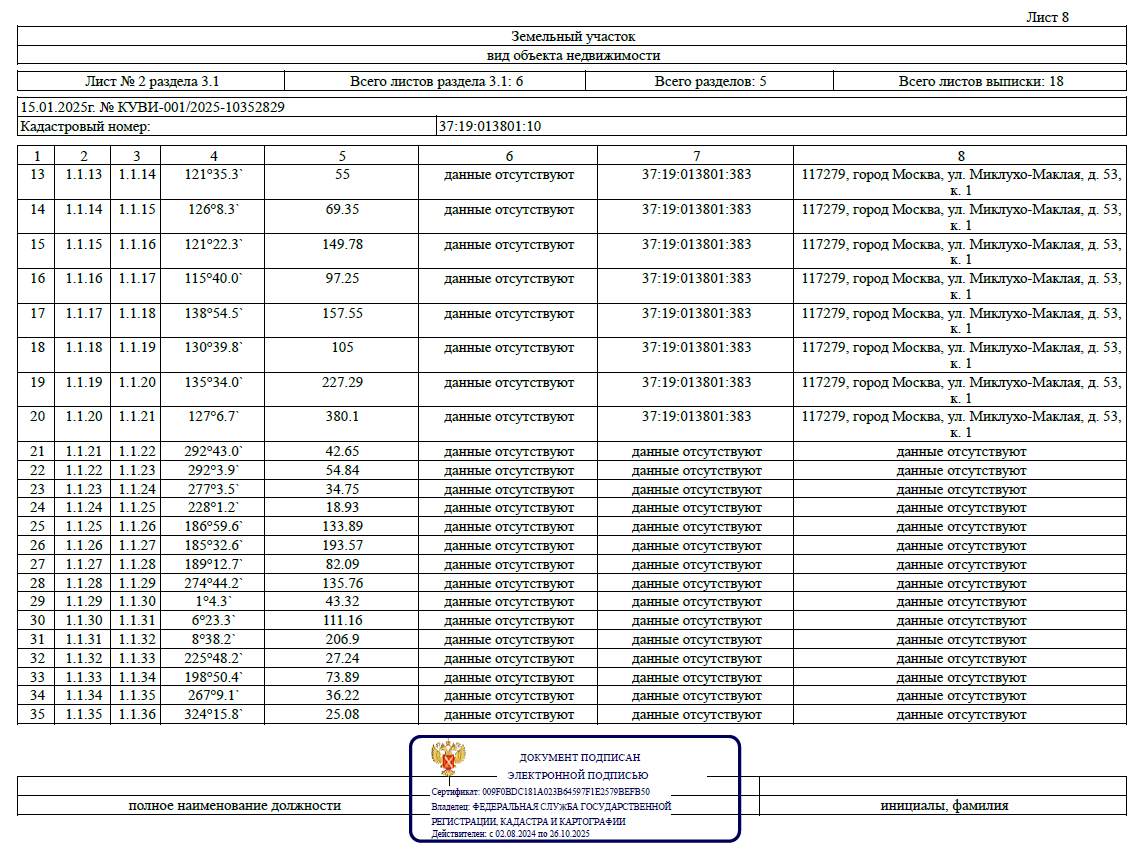 Лист 8
Земельный участок
вид объекта недвижимости
Лист № 2 раздела 3.1 Всего листов раздела 3.1: 6 Всего разделов: 5 Всего листов выписки: 18
15.01.2025г. № КУВИ-001/2025-10352829
Кадастровый номер: 37:19:013801:10
1 2 3 4 5 6 7 8
13 1.1.13 1.1.14 121°35.3` 55 данные отсутствуют 37:19:013801:383 117279, город Москва, ул. Миклухо-Маклая, д. 53,
к. 1
14 1.1.14 1.1.15 126°8.3` 69.35 данные отсутствуют 37:19:013801:383 117279, город Москва, ул. Миклухо-Маклая, д. 53,
к. 1
15 1.1.15 1.1.16 121°22.3` 149.78 данные отсутствуют 37:19:013801:383 117279, город Москва, ул. Миклухо-Маклая, д. 53,
к. 1
16 1.1.16 1.1.17 115°40.0` 97.25 данные отсутствуют 37:19:013801:383 117279, город Москва, ул. Миклухо-Маклая, д. 53,
к. 1
17 1.1.17 1.1.18 138°54.5` 157.55 данные отсутствуют 37:19:013801:383 117279, город Москва, ул. Миклухо-Маклая, д. 53,
к. 1
18 1.1.18 1.1.19 130°39.8` 105 данные отсутствуют 37:19:013801:383 117279, город Москва, ул. Миклухо-Маклая, д. 53,
к. 1
19 1.1.19 1.1.20 135°34.0` 227.29 данные отсутствуют 37:19:013801:383 117279, город Москва, ул. Миклухо-Маклая, д. 53,
к. 1
20 1.1.20 1.1.21 127°6.7` 380.1 данные отсутствуют 37:19:013801:383 117279, город Москва, ул. Миклухо-Маклая, д. 53,
к. 1
21 1.1.21 1.1.22 292°43.0` 42.65 данные отсутствуют данные отсутствуют данные отсутствуют
22 1.1.22 1.1.23 292°3.9` 54.84 данные отсутствуют данные отсутствуют данные отсутствуют
23 1.1.23 1.1.24 277°3.5` 34.75 данные отсутствуют данные отсутствуют данные отсутствуют
24 1.1.24 1.1.25 228°1.2` 18.93 данные отсутствуют данные отсутствуют данные отсутствуют
25 1.1.25 1.1.26 186°59.6` 133.89 данные отсутствуют данные отсутствуют данные отсутствуют
26 1.1.26 1.1.27 185°32.6` 193.57 данные отсутствуют данные отсутствуют данные отсутствуют
27 1.1.27 1.1.28 189°12.7` 82.09 данные отсутствуют данные отсутствуют данные отсутствуют
28 1.1.28 1.1.29 274°44.2` 135.76 данные отсутствуют данные отсутствуют данные отсутствуют
29 1.1.29 1.1.30 1°4.3` 43.32 данные отсутствуют данные отсутствуют данные отсутствуют
30 1.1.30 1.1.31 6°23.3` 111.16 данные отсутствуют данные отсутствуют данные отсутствуют
31 1.1.31 1.1.32 8°38.2` 206.9 данные отсутствуют данные отсутствуют данные отсутствуют
32 1.1.32 1.1.33 225°48.2` 27.24 данные отсутствуют данные отсутствуют данные отсутствуют
33 1.1.33 1.1.34 198°50.4` 73.89 данные отсутствуют данные отсутствуют данные отсутствуют
34 1.1.34 1.1.35 267°9.1` 36.22 данные отсутствуют данные отсутствуют данные отсутствуют
35 1.1.35 1.1.36 324°15.8` 25.08 данные отсутствуют данные отсутствуют данные отсутствуют
ДОКУМЕНТ ПОДПИСАН
ЭЛЕКТРОННОЙ ПОДПИСЬЮ
Сертификат: 009F0BDC181A023B64597F1E2579BEFB50
Владелец: ФЕДЕРАЛЬНАЯ СЛУЖБА ГОСУДАРСТВЕННОЙ
РЕГИСТРАЦИИ, КАДАСТРА И КАРТОГРАФИИ
Действителен: с 02.08.2024 по 26.10.2025
полное наименование должности инициалы, фамилия